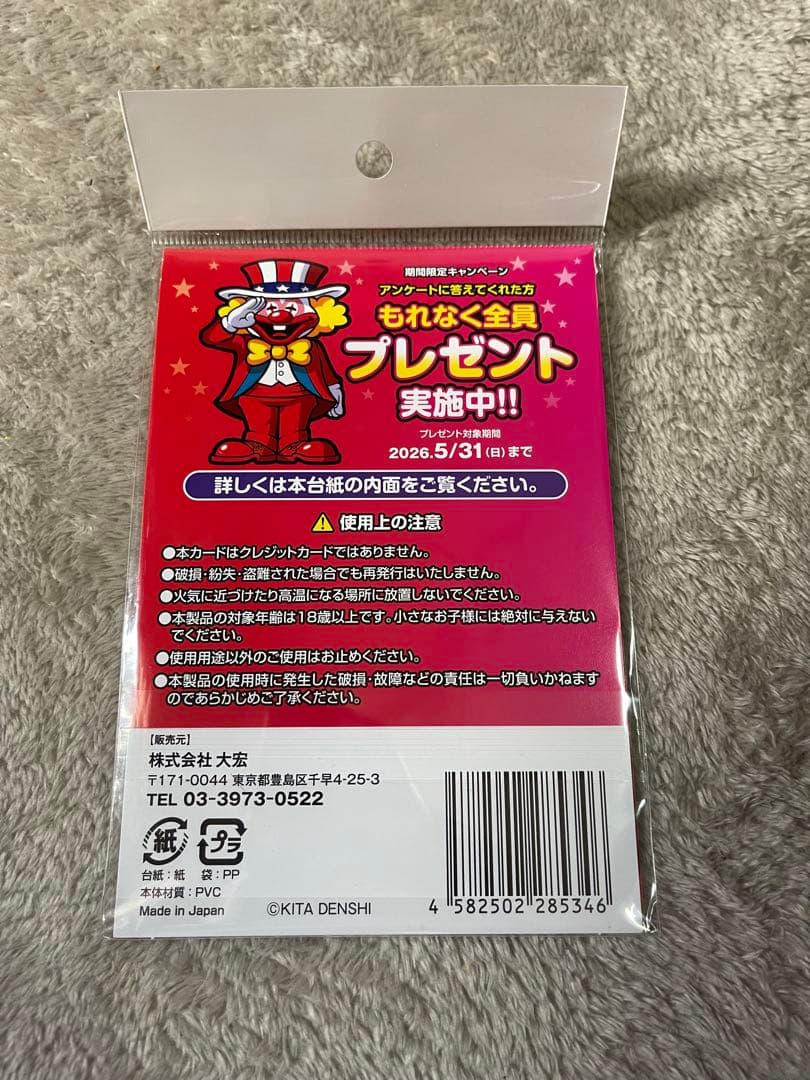 期間限定キャンペーン
アンケートに答えてくれた方
もれなく全員
プレゼント
実施中!!
プレゼント対象期間
2026.5/31(日)まで
詳しくは本台紙の内面をご覧ください。
使用上の注意
●本カードはクレジットカードではありません。
●破損・紛失・盗難された場合でも再発行はいたしません。
●火気に近づけたり高温になる場所に放置しないでください。
●本製品の対象年齢は18歳以上です。小さなお子様には絶対に与えない
でください。
●使用用途以外のご使用はお止めください。
●本製品の使用時に発生した破損・故障などの責任は一切負いかねます
のであらかじめご了承ください。
【販売元】
株式会社 大宏
〒171-0044 東京都豊島区千早4-25-3
TEL 03-3973-0522
紙 プラ
台紙:紙 袋:PP
本体材質:PVC
Made in Japan ©KITA DENSHI
4 582502 285346